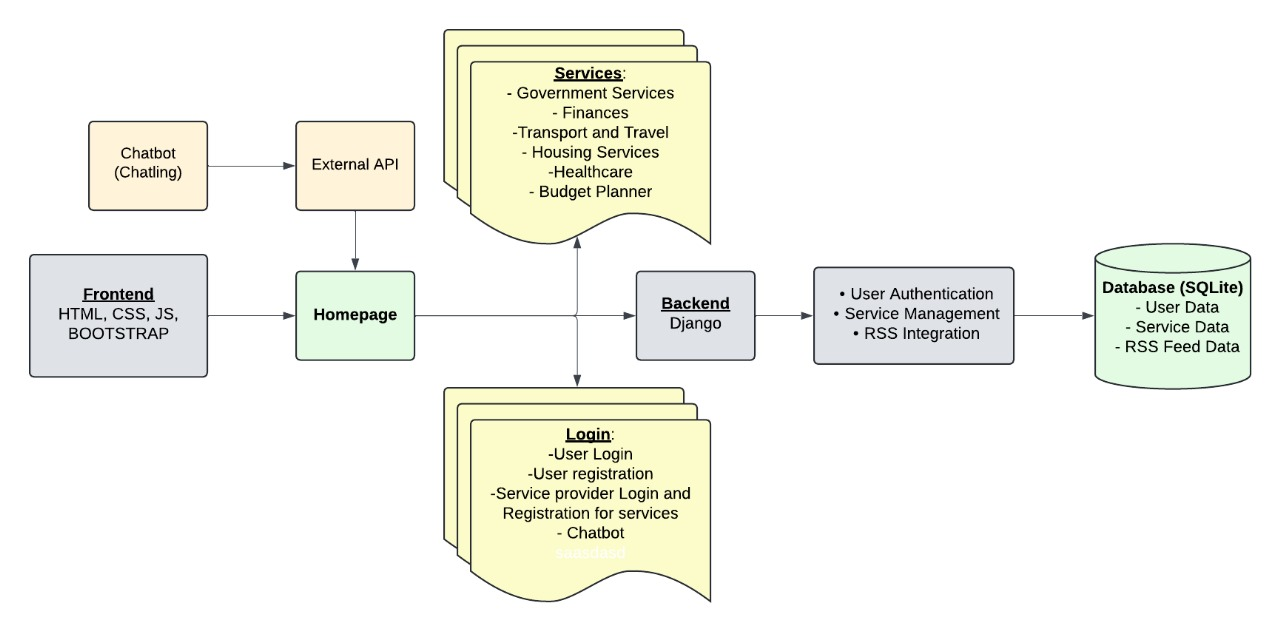 Services:
- Government Services
- Finances
-Transport and Travel
- Housing Services
-Healthcare
- Budget Planner
Chatbot
(Chatling)
External API
Frontend
HTML, CSS, JS,
BOOTSTRAP
Homepage
Backend
Django
• User Authentication
• Service Management
• RSS Integration
Database (SQLite)
- User Data
- Service Data
- RSS Feed Data
Login:
-User Login
-User registration
-Service provider Login and
Registration for services
- Chatbot